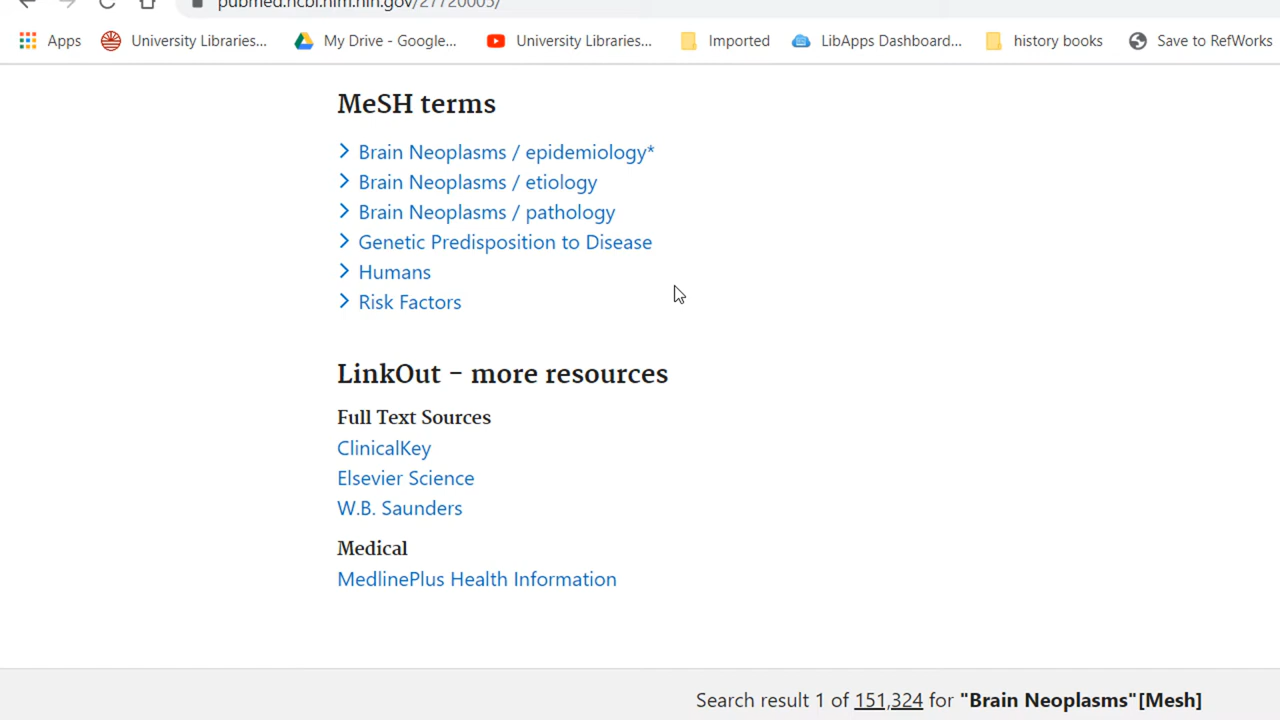 pubmed.ncbi.nlm.nih.gov/27720005/
Apps University Libraries... My Drive - Google... University Libraries... Imported LibApps Dashboard... history books Save to RefWorks
MeSH terms
Brain Neoplasms / epidemiology*
Brain Neoplasms / etiology
Brain Neoplasms / pathology
Genetic Predisposition to Disease
Humans
Risk Factors
LinkOut - more resources
Full Text Sources
ClinicalKey
Elsevier Science
W.B. Saunders
Medical
MedlinePlus Health Information
Search result 1 of 151,324 for "Brain Neoplasms"[Mesh]